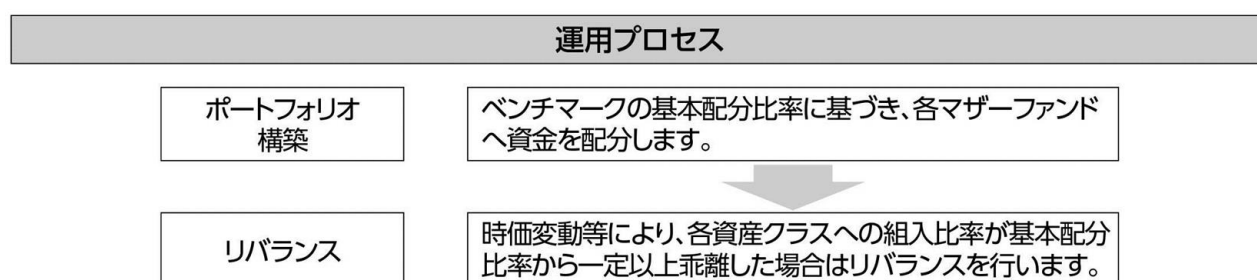 運用プロセス
ポートフォリオ
構築
ベンチマークの基本配分比率に基づき、各マザーファンド
へ資金を配分します。
リバランス
時価変動等により、各資産クラスへの組入比率が基本配分
比率から一定以上乖離した場合はリバランスを行います。